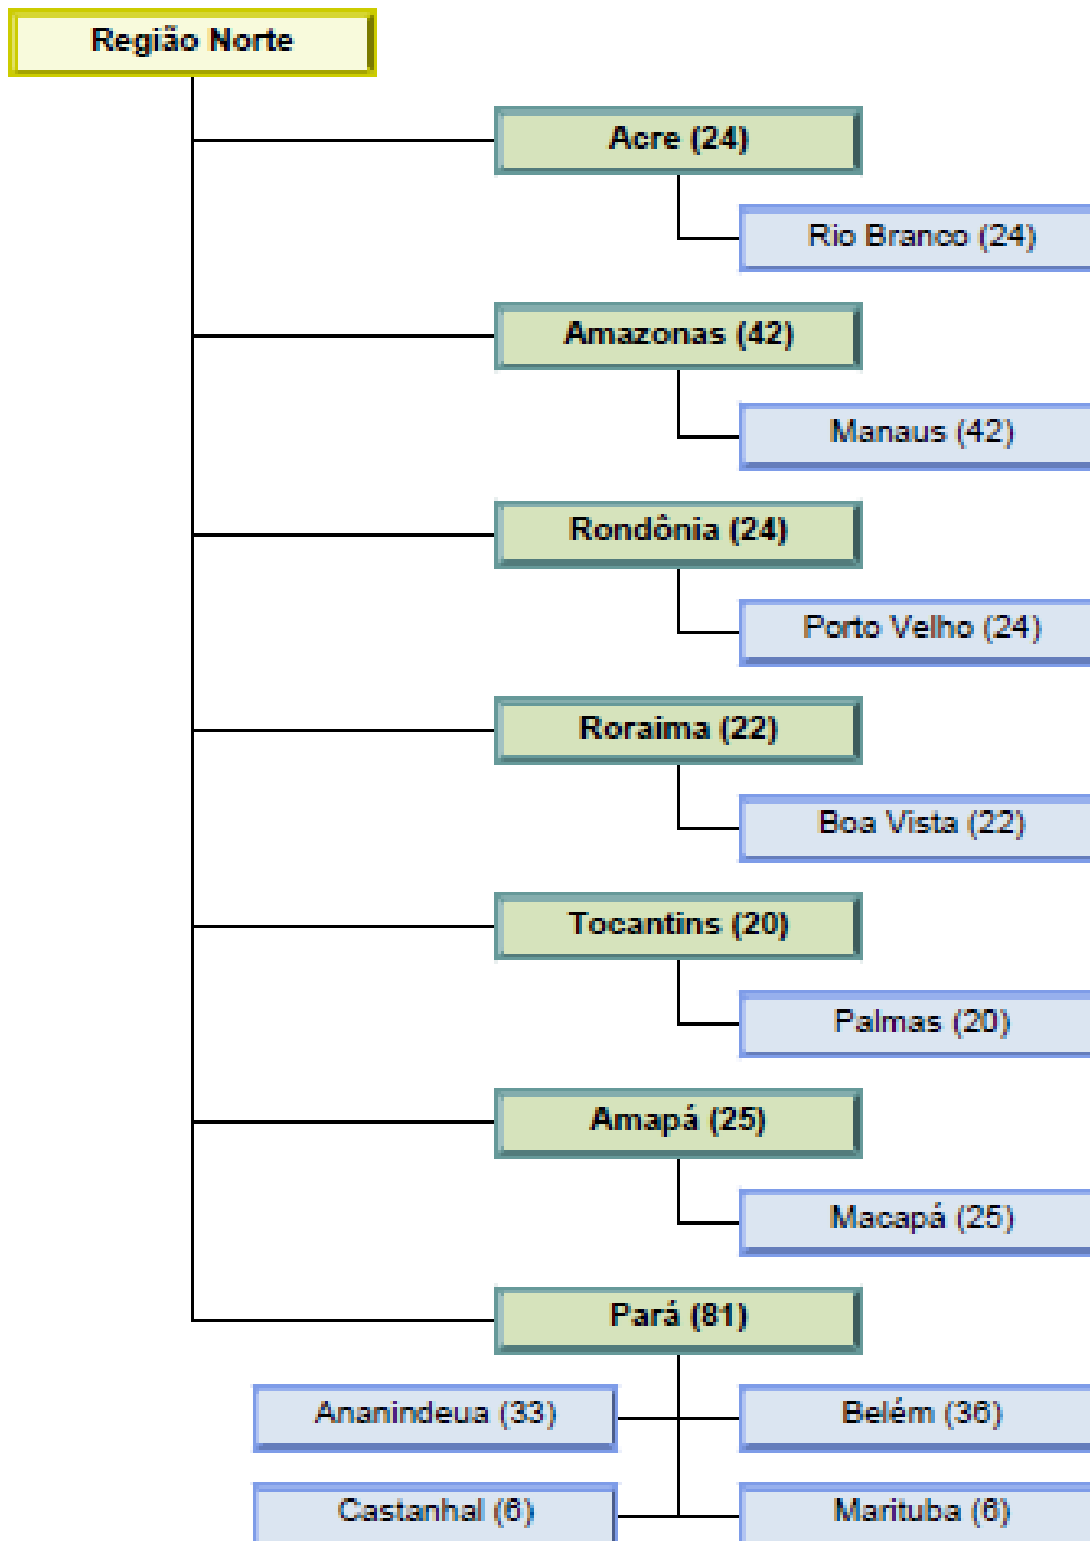 Região Norte
Acre (24)
Rio Branco (24)
Amazonas (42)
Manaus (42)
Rondônia (24)
Porto Velho (24)
Roraima (22)
Boa Vista (22)
Tocantins (20)
Palmas (20)
Amapá (25)
Macapá (25)
Pará (81)
Ananindeua (33)
Belém (36)
Castanhal (6)
Marituba (6)